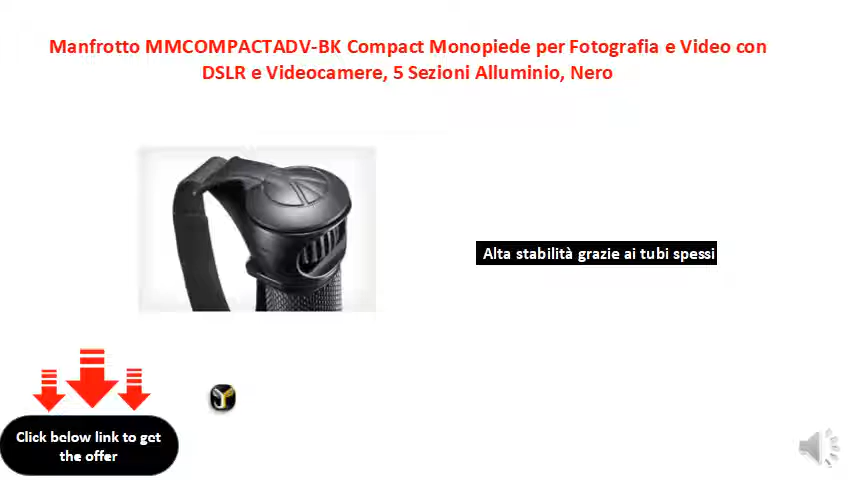 Manfrotto MMCOMPACTADV-BK Compact Monopiede per Fotografia e Video con
DSLR e Videocamere, 5 Sezioni Alluminio, Nero
Alta stabilità grazie ai tubi spessi
Click below link to get
the offer